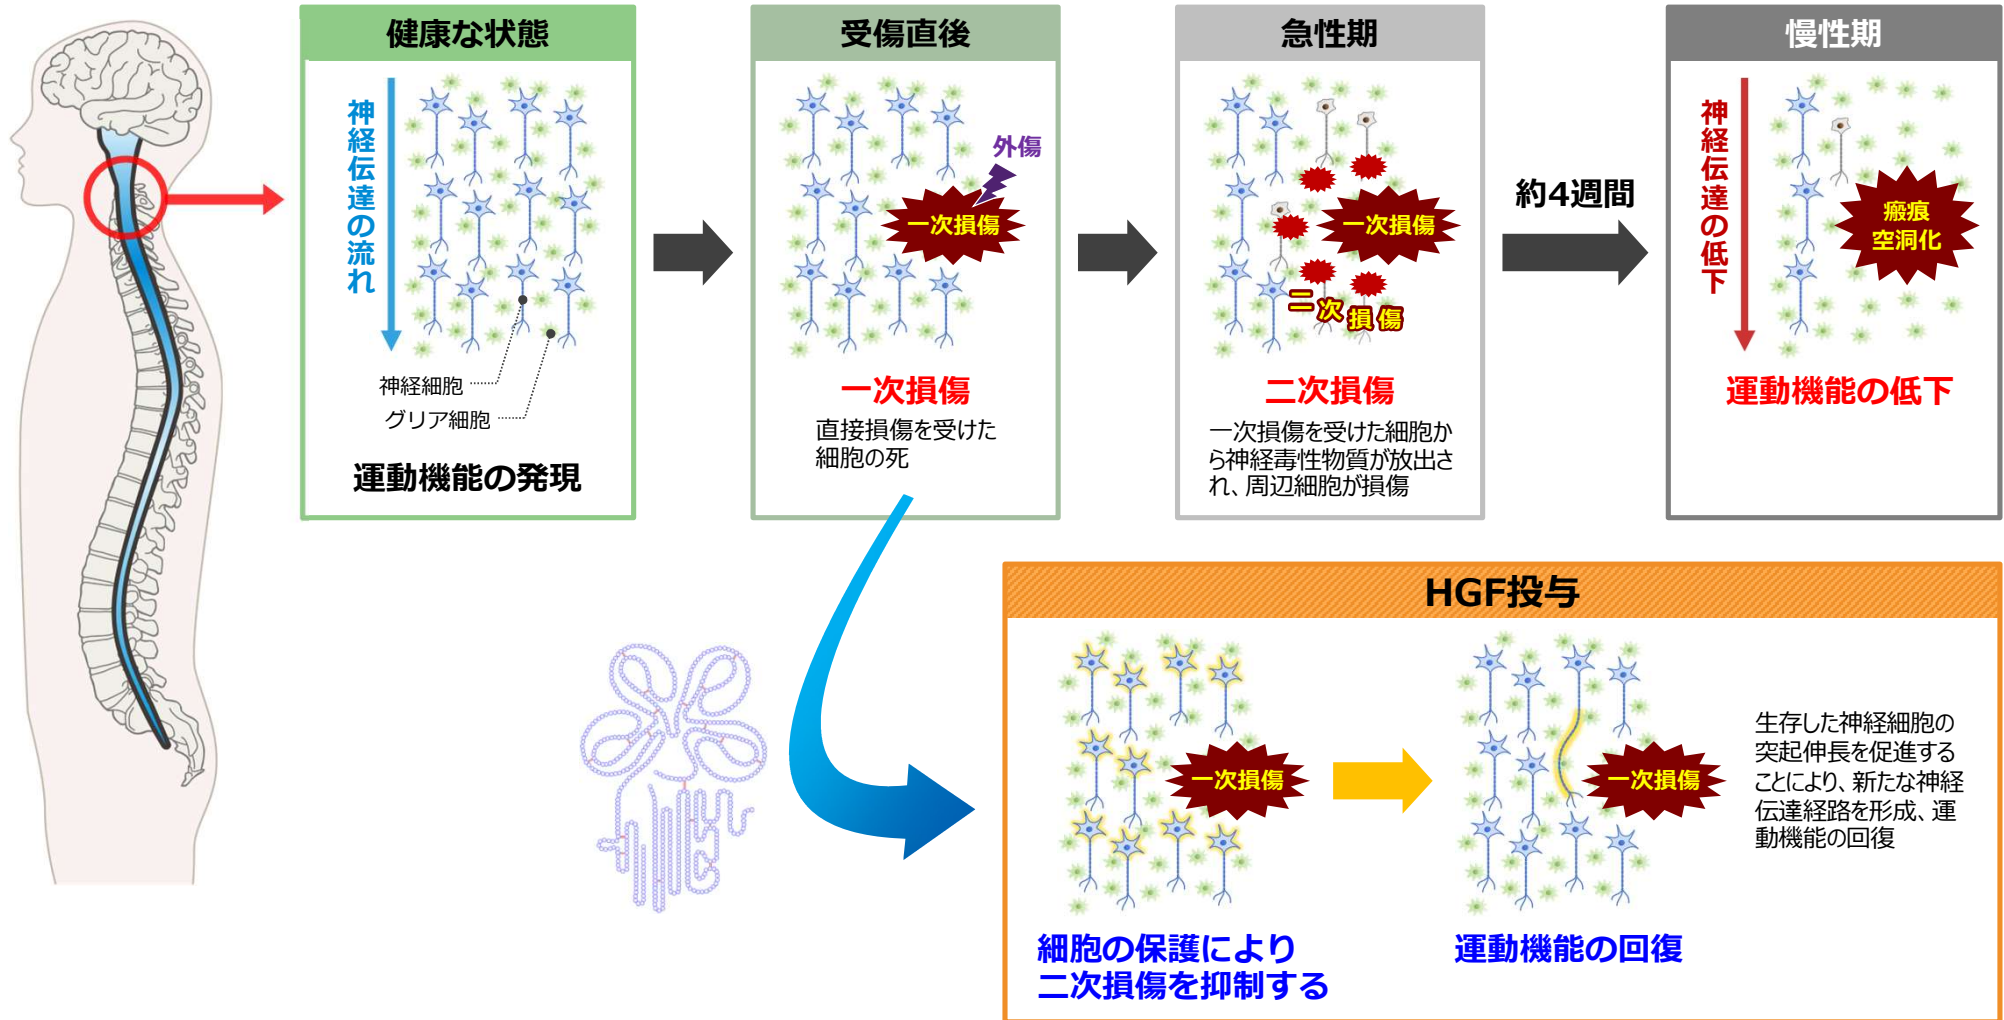 健康な状態
神経伝達の流れ
神経細胞
グリア細胞
運動機能の発現
受傷直後
外傷
一次損傷
一次損傷
直接損傷を受けた
細胞の死
急性期
一次損傷
二次損傷
二次損傷
一次損傷を受けた細胞か
ら神経毒性物質が放出さ
れ、周辺細胞が損傷
約4週間
慢性期
神経伝達の低下
瘢痕
空洞化
運動機能の低下
HGF投与
一次損傷
細胞の保護により
二次損傷を抑制する
一次損傷
運動機能の回復
生存した神経細胞の
突起伸長を促進する
ことにより、新たな神経
伝達経路を形成、運
動機能の回復